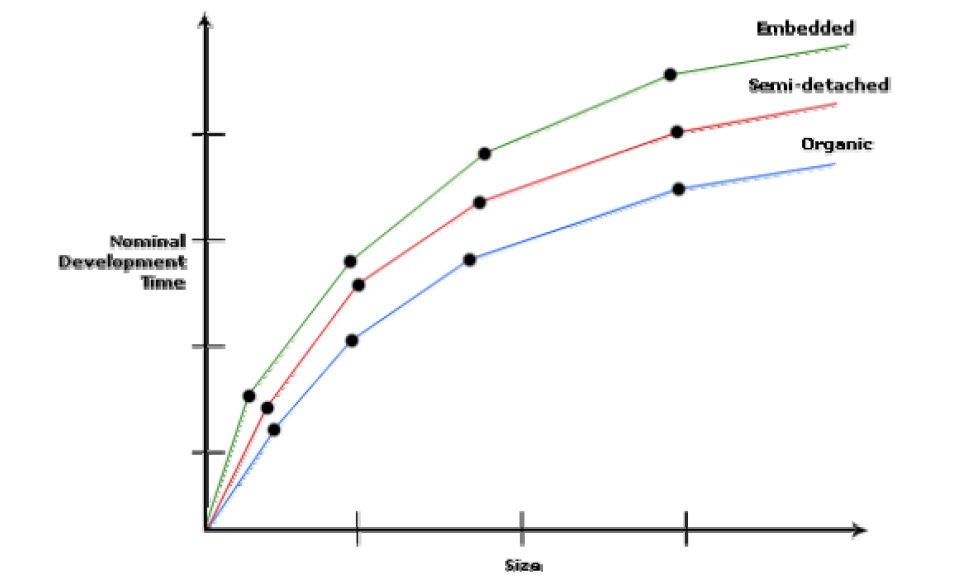 Embedded
Semi-detached
Organic
Nominal
Development
Time
Size